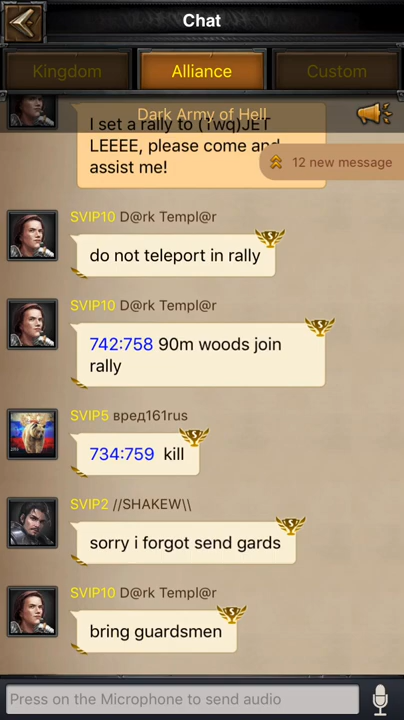 Chat
Kingdom
Alliance
Custom
Dark Army of Hell
I set a rally to (Twq)JET
LEEEE, please come and
assist me!
12 new message
SVIP10 D@rk Templ@r
do not teleport in rally
SVIP10 D@rk Templ@r
742:758 90m woods join
rally
SVIP5 вред161rus
734:759 kill
SVIP2 //SHAKEW\\
sorry i forgot send gards
SVIP10 D@rk Templ@r
bring guardsmen
Press on the Microphone to send audio